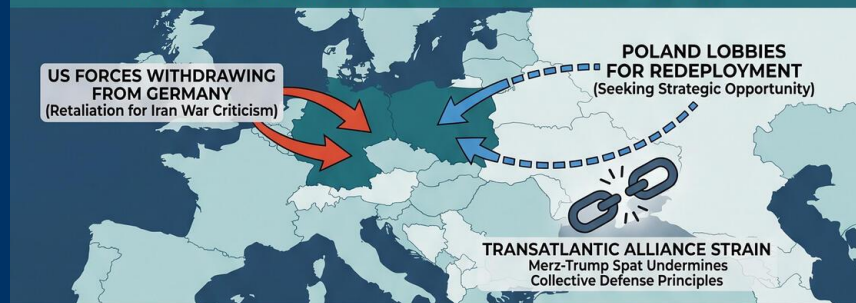 US FORCES WITHDRAWING
FROM GERMANY
(Retaliation for Iran War Criticism)
POLAND LOBBIES
FOR REDEPLOYMENT
(Seeking Strategic Opportunity)
TRANSATLANTIC ALLIANCE STRAIN
Merz-Trump Spat Undermines
Collective Defense Principles